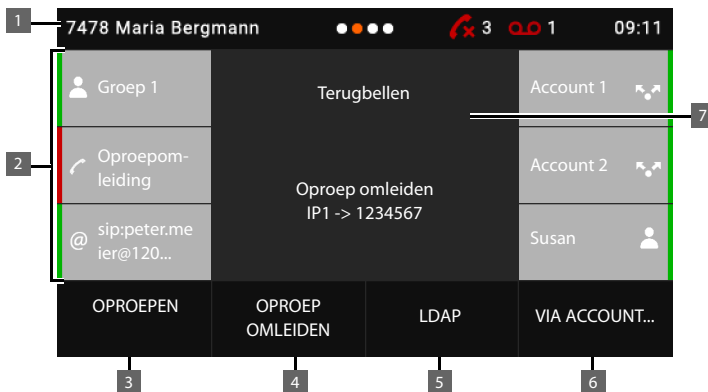 1
7478 Maria Bergmann 3 1 09:11
2
Groep 1
Oproepom-
leiding
@ sip:peter.me
ier@120...
Terugbellen
Oproep omleiden
IP1 -> 1234567
Account 1
Account 2
Susan
7
OPROEPEN
OPROEP
OMLEIDEN
LDAP
VIA ACCOUNT...
3
4
5
6